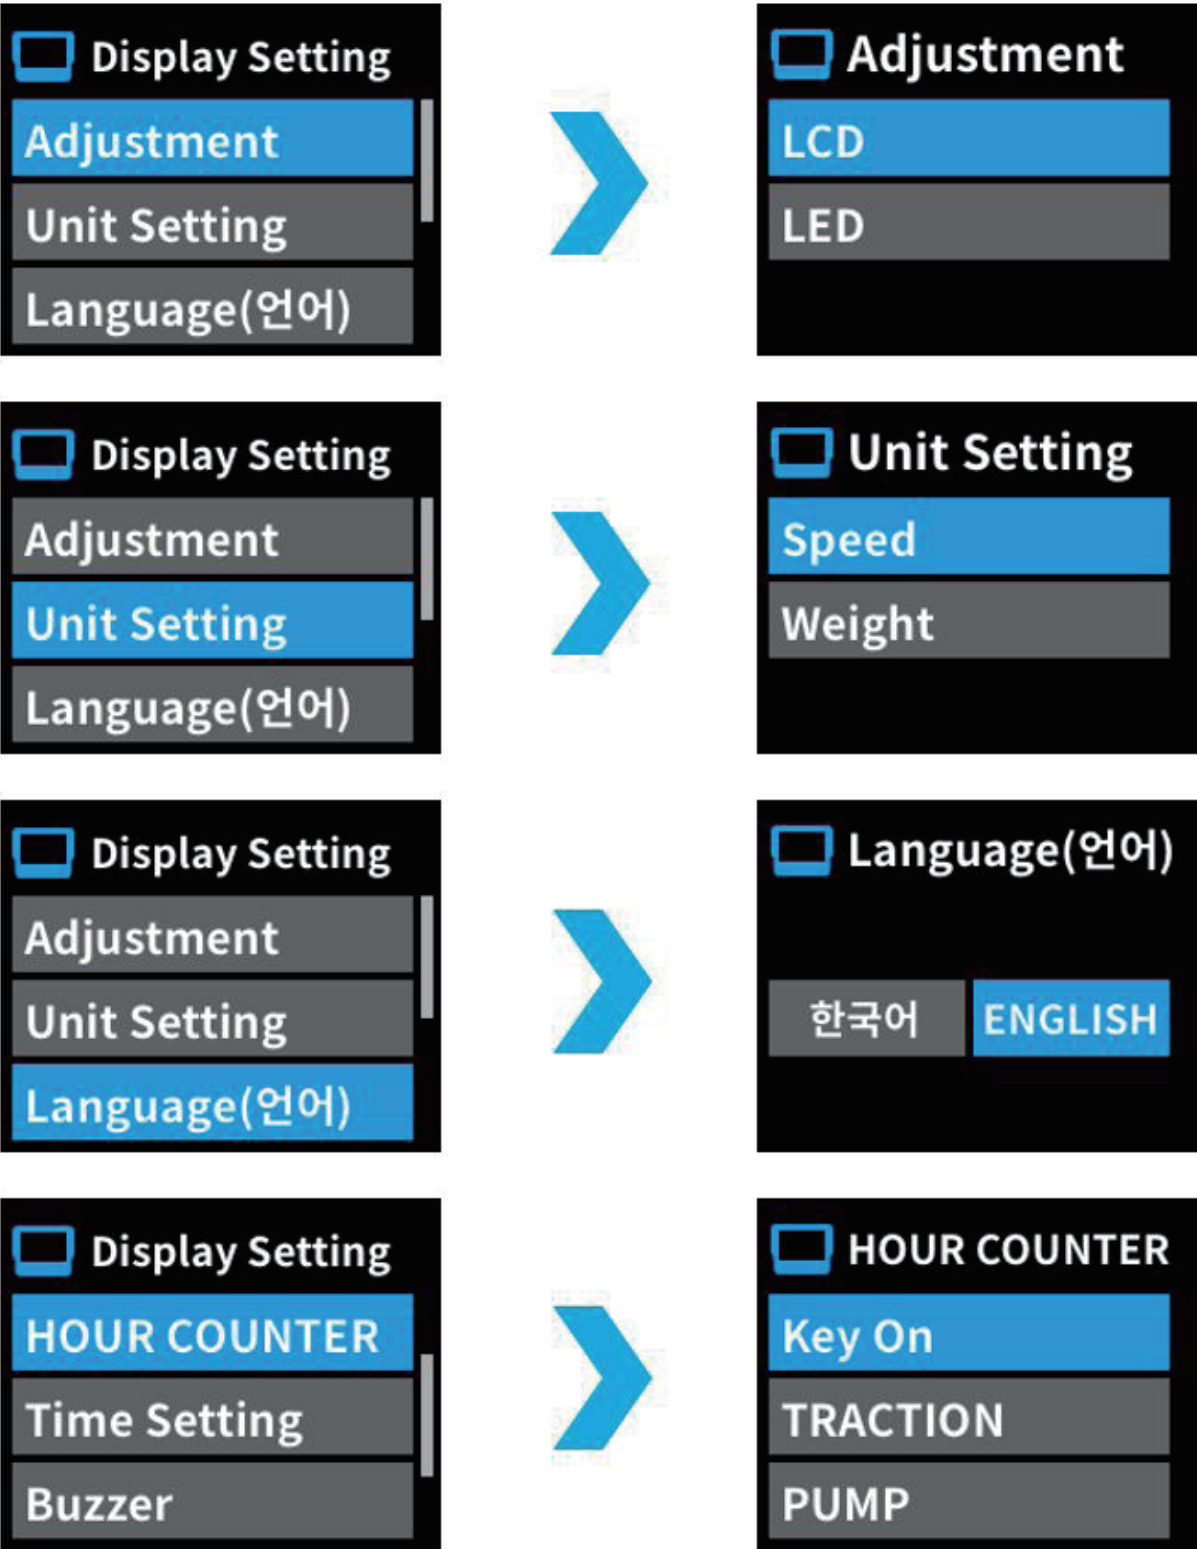 Display Setting
Adjustment
Unit Setting
Language(언어)
Adjustment
LCD
LED
Display Setting
Adjustment
Unit Setting
Language(언어)
Unit Setting
Speed
Weight
Display Setting
Adjustment
Unit Setting
Language(언어)
Language(언어)
한국어 ENGLISH
Display Setting
HOUR COUNTER
Time Setting
Buzzer
HOUR COUNTER
Key On
TRACTION
PUMP